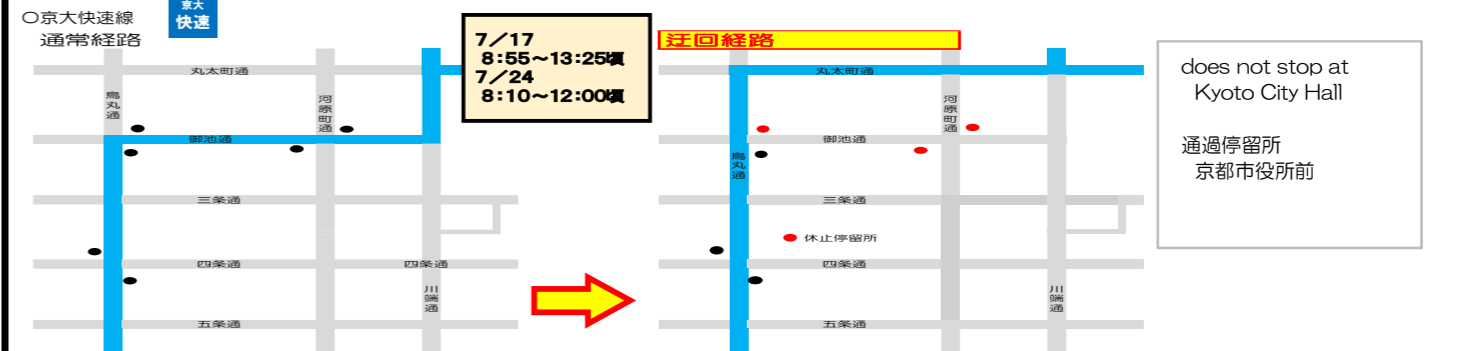 ○京大快速線
京大
快速
通常経路
丸太町通
烏丸通
河原町通
御池通
三条通
四条通
四条通
川端通
五条通
7/17
8:55~13:25頃
7/24
8:10~12:00頃
迂回経路
丸太町通
河原町通
御池通
烏丸通
三条通
休止停留所
四条通
川端通
五条通
does not stop at
Kyoto City Hall
通過停留所
京都市役所前